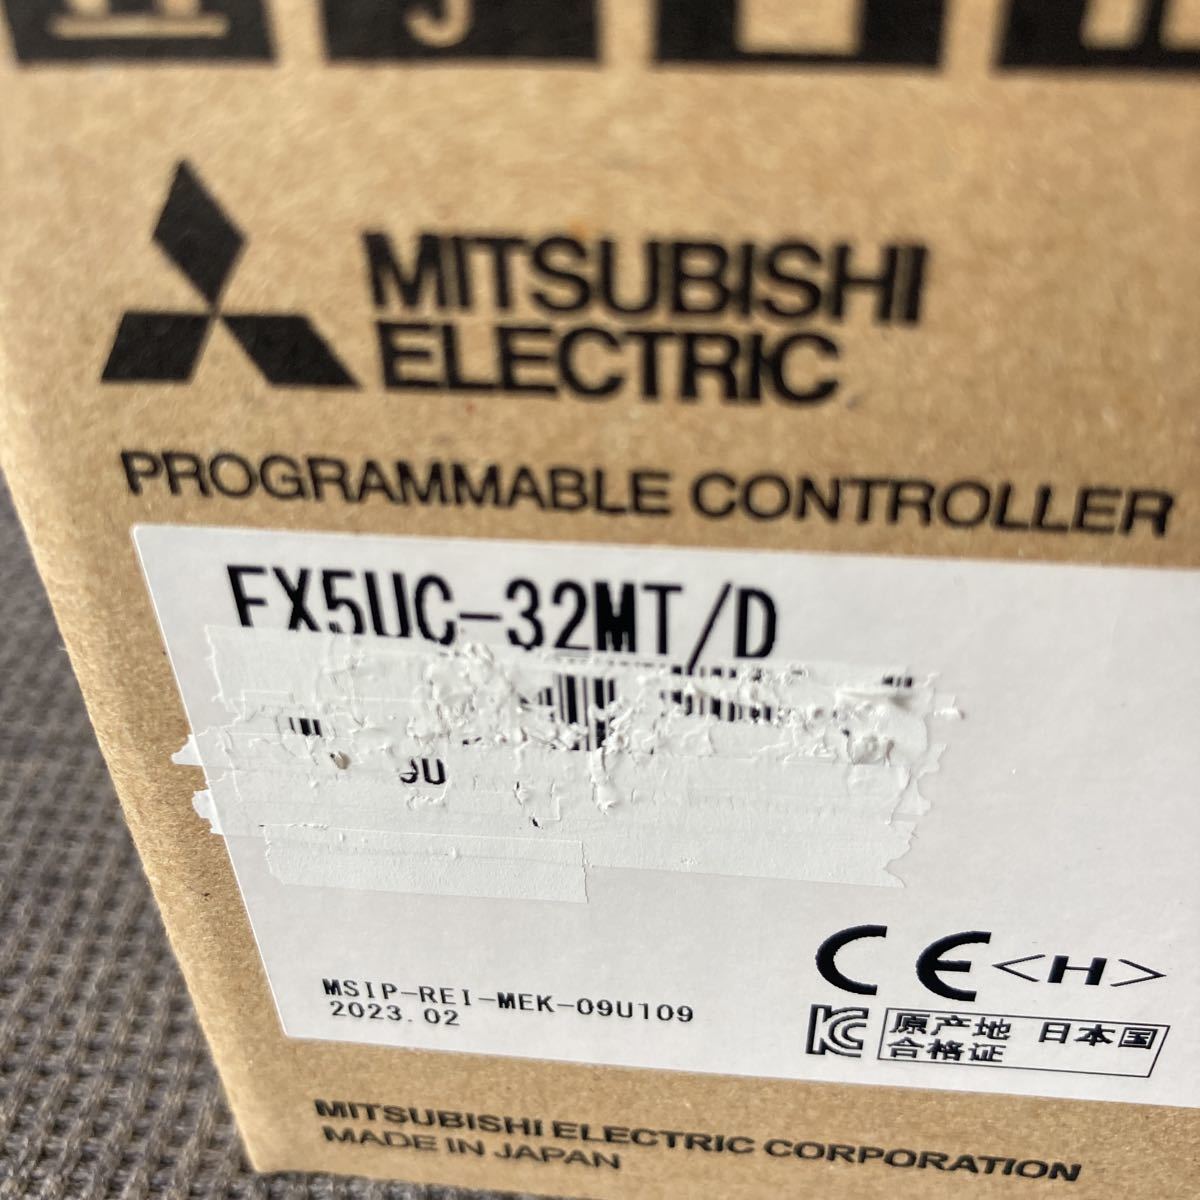 MITSUBISHI
ELECTRIC
PROGRAMMABLE CONTROLLER
FX5UC-32MT/D
CE <H>
MSIP-REI-MEK-09U109
2023.02
KC 原产地 日本国
合格证
MITSUBISHI ELECTRIC CORPORATION
MADE IN JAPAN